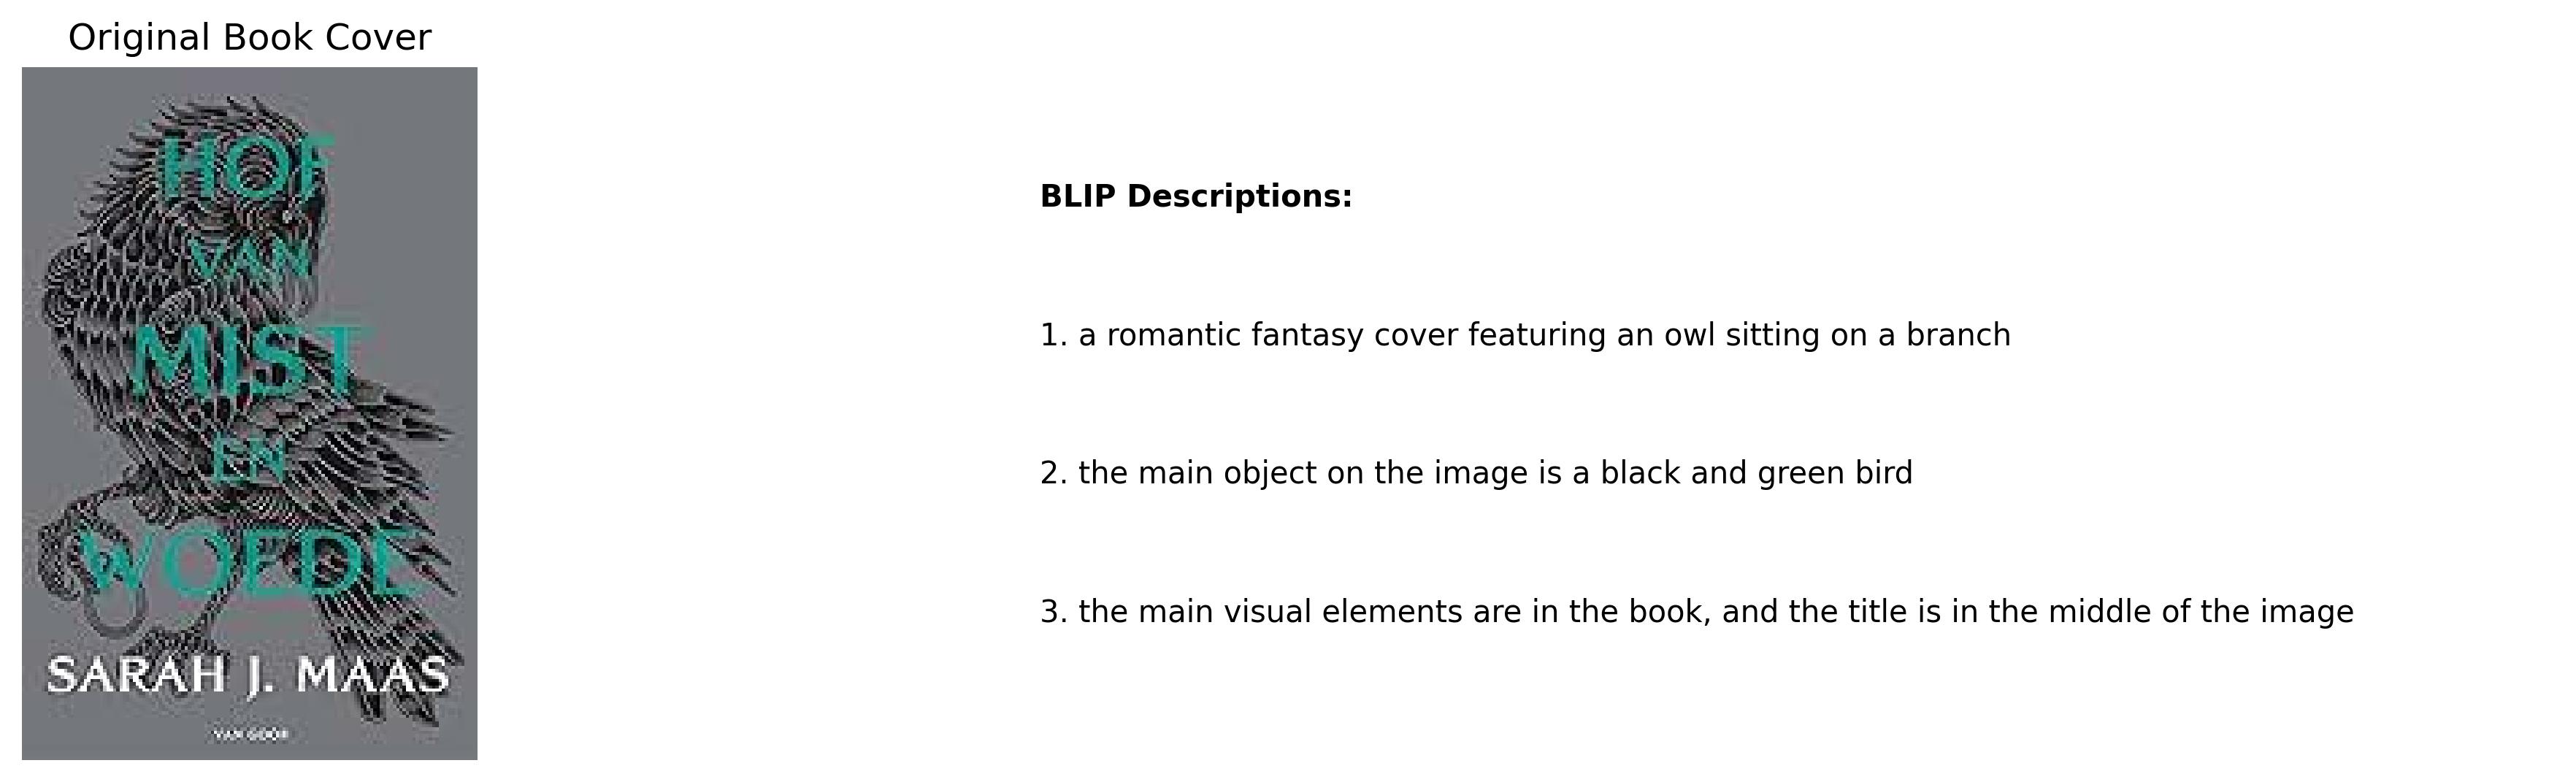 Original Book Cover
HOF
VAN
MIST
EN
WOEDE
SARAH J. MAAS
VAN GOOR
BLIP Descriptions:
1. a romantic fantasy cover featuring an owl sitting on a branch
2. the main object on the image is a black and green bird
3. the main visual elements are in the book, and the title is in the middle of the image